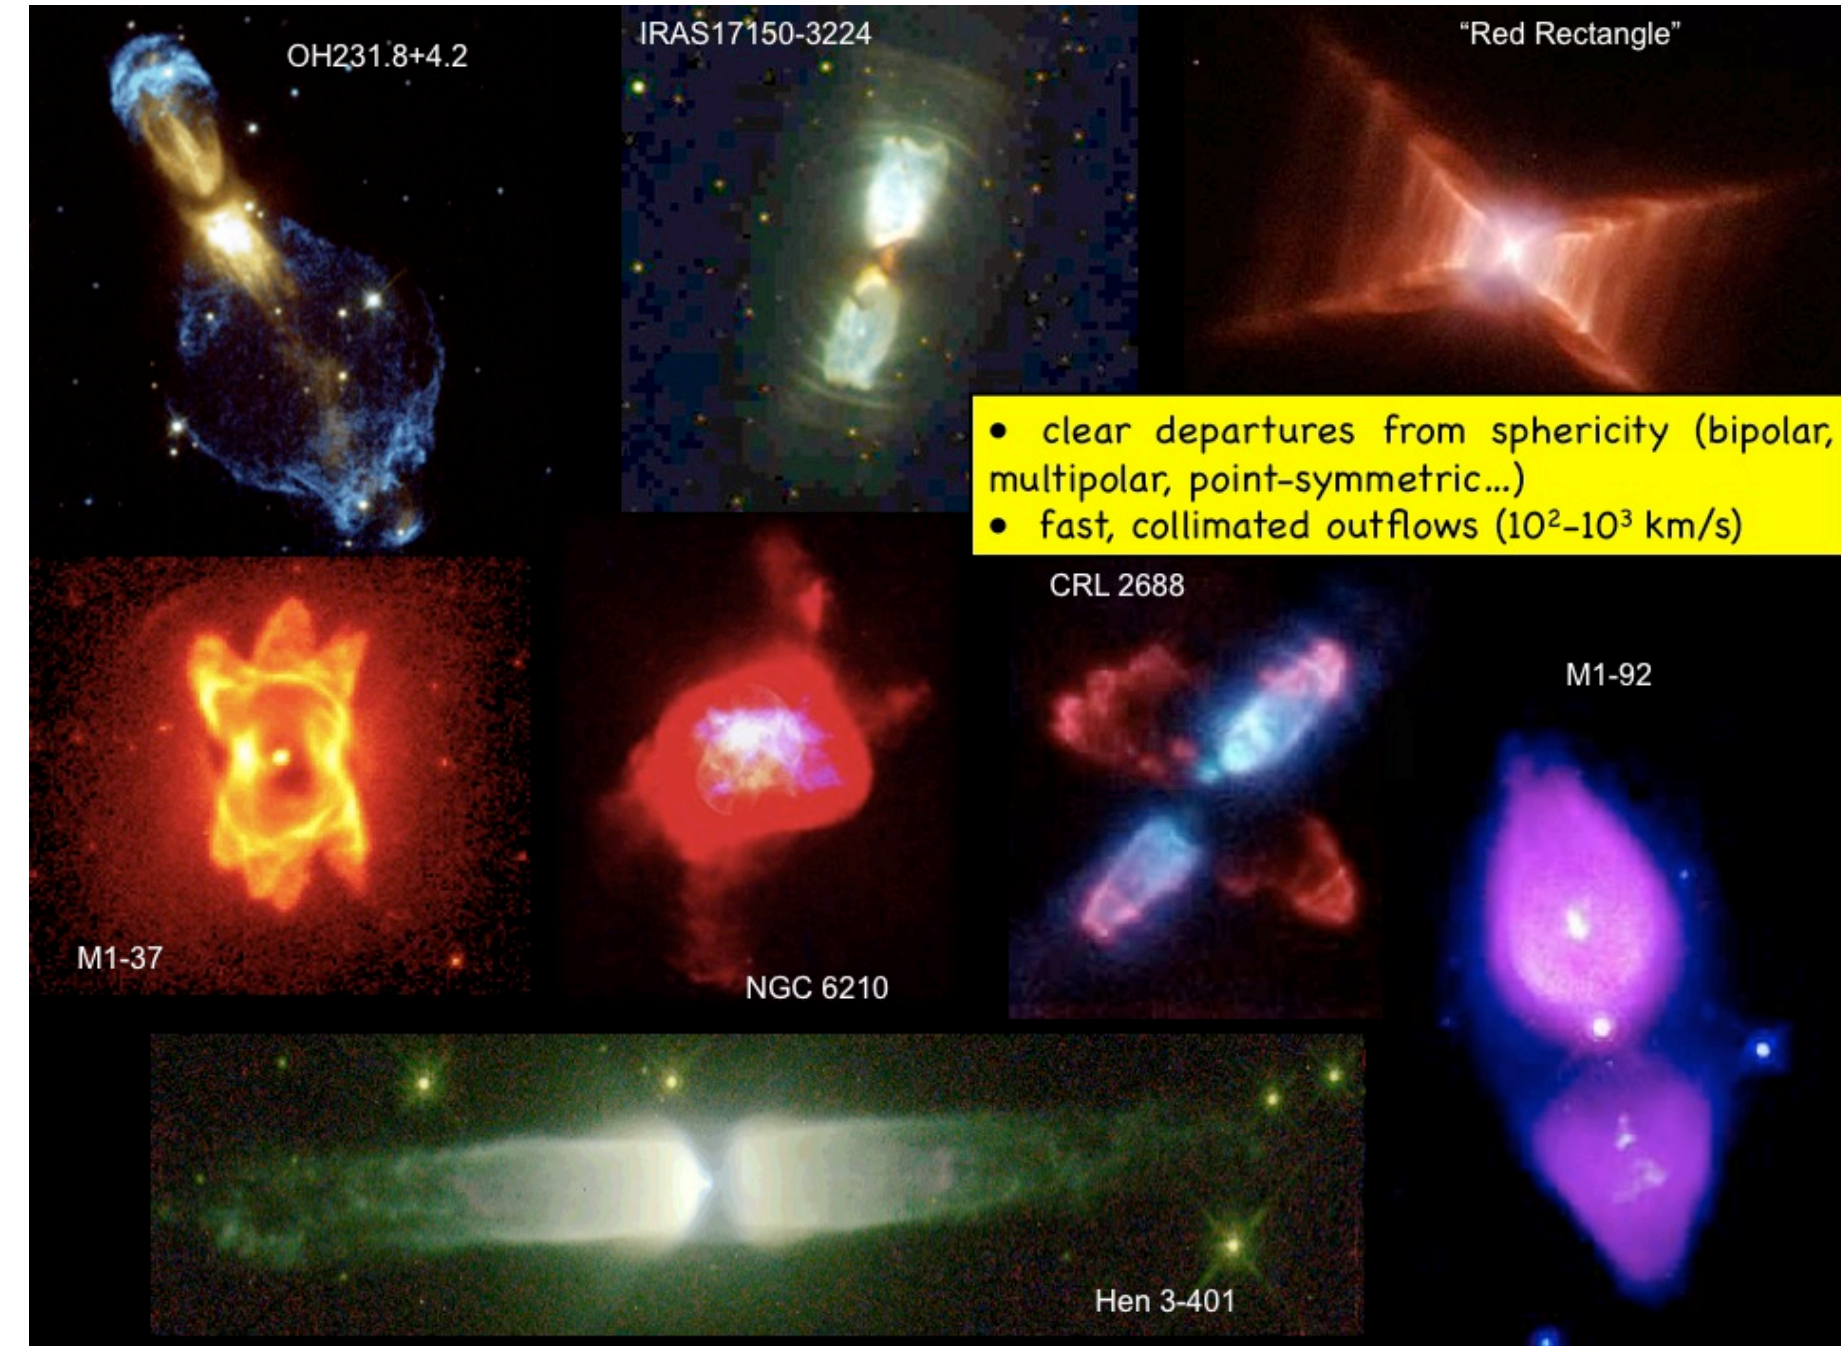 OH231.8+4.2
IRAS17150-3224
“Red Rectangle”
• clear departures from sphericity (bipolar,
multipolar, point-symmetric...)
• fast, collimated outflows (10²-10³ km/s)
CRL 2688
M1-92
M1-37
NGC 6210
Hen 3-401